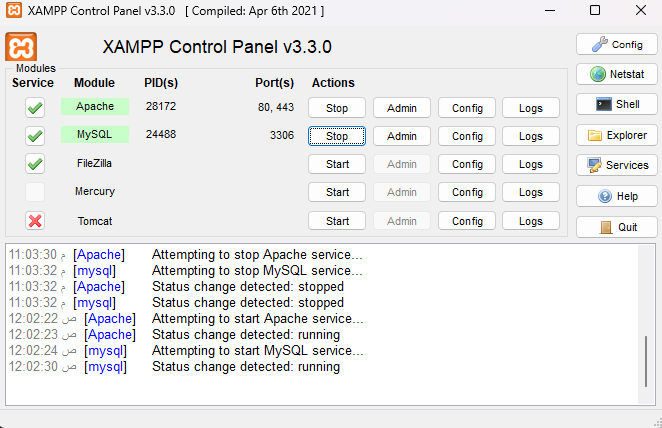 XAMPP Control Panel v3.3.0 [ Compiled: Apr 6th 2021 ]
XAMPP Control Panel v3.3.0
Config
Modules
Service Module PID(s) Port(s) Actions
Netstat
Apache 28172 80, 443 Stop Admin Config Logs
Shell
MySQL 24488 3306 Stop Admin Config Logs
Explorer
FileZilla Start Admin Config Logs
Services
Mercury Start Admin Config Logs
Help
Tomcat Start Admin Config Logs
Quit
11:03:30 م [Apache] Attempting to stop Apache service...
11:03:32 م [mysql] Attempting to stop MySQL service...
11:03:32 م [Apache] Status change detected: stopped
11:03:32 م [mysql] Status change detected: stopped
12:02:22 ص [Apache] Attempting to start Apache service...
12:02:23 ص [Apache] Status change detected: running
12:02:24 ص [mysql] Attempting to start MySQL service...
12:02:30 ص [mysql] Status change detected: running